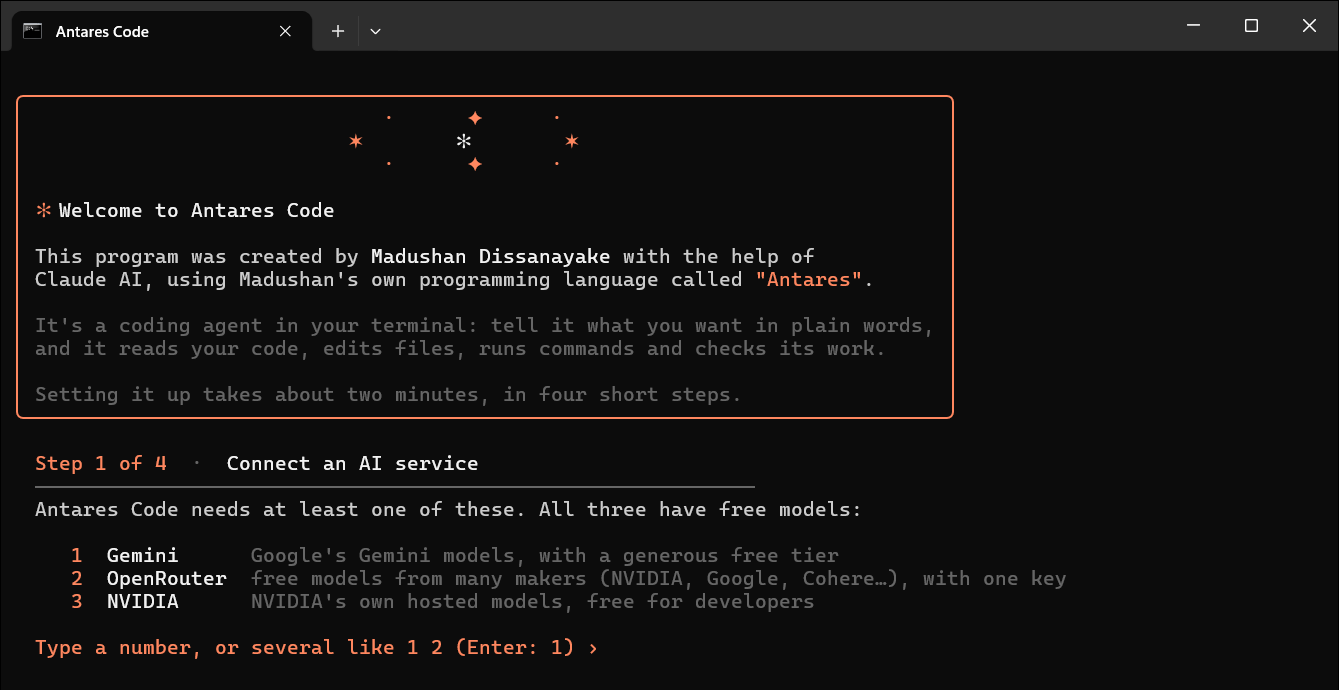 Antares Code
· ✦ ·
✶ ✻ ✶
· ✦ ·
✻ Welcome to Antares Code
This program was created by Madushan Dissanayake with the help of
Claude AI, using Madushan's own programming language called "Antares".
It's a coding agent in your terminal: tell it what you want in plain words,
and it reads your code, edits files, runs commands and checks its work.
Setting it up takes about two minutes, in four short steps.
Step 1 of 4 · Connect an AI service
Antares Code needs at least one of these. All three have free models:
1 Gemini Google's Gemini models, with a generous free tier
2 OpenRouter free models from many makers (NVIDIA, Google, Cohere…), with one key
3 NVIDIA NVIDIA's own hosted models, free for developers
Type a number, or several like 1 2 (Enter: 1) ›